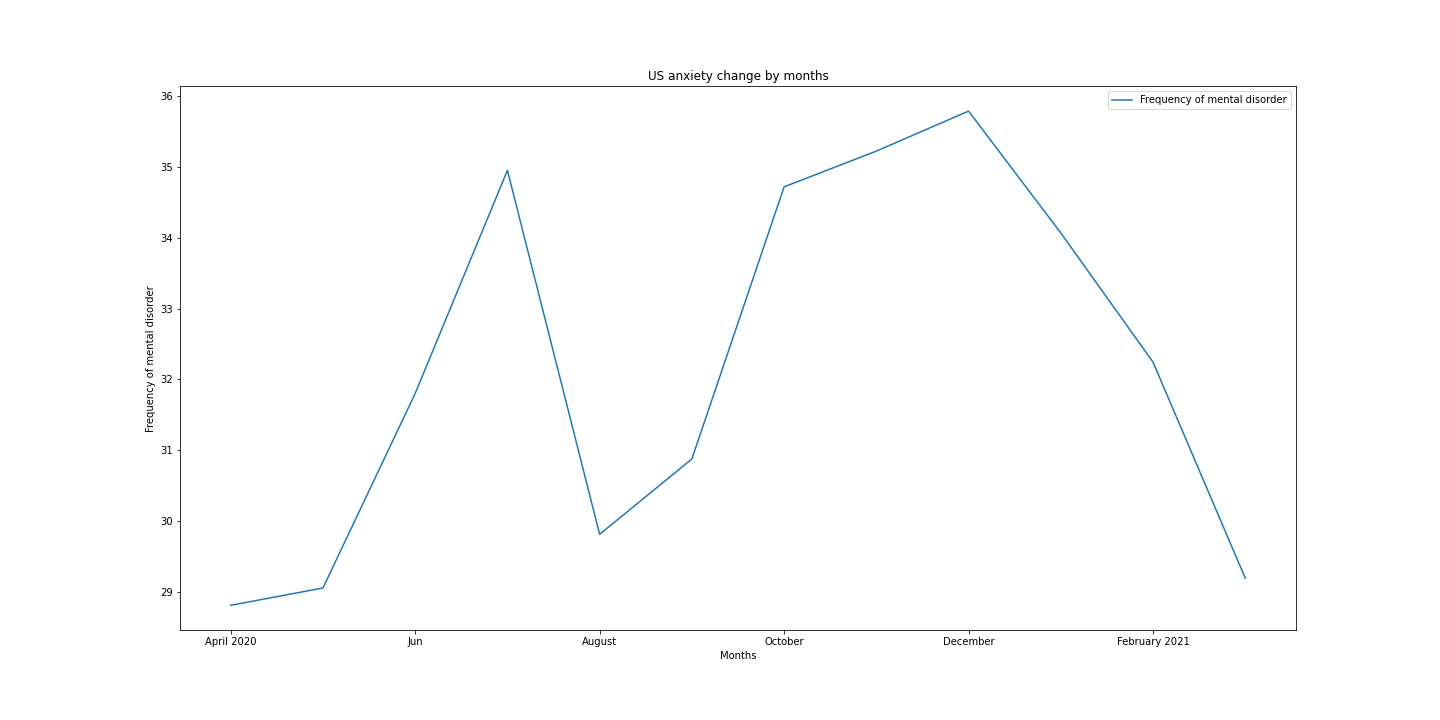 US anxiety change by months
Frequency of mental disorder
36
35
34
33
32
31
30
29
Frequency of mental disorder
April 2020
Jun
August
October
December
February 2021
Months